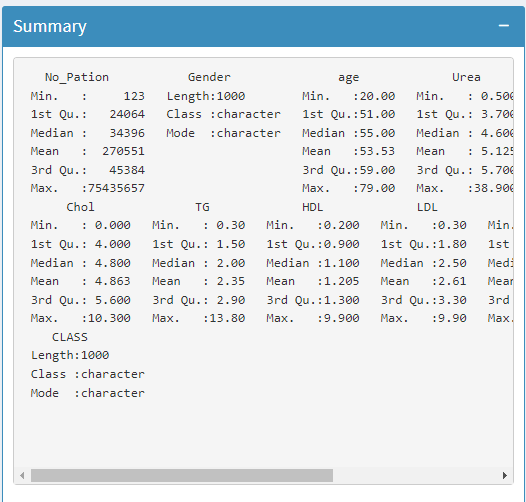 Summary
No_Pation Gender age Urea
Min. : 123 Length:1000 Min. :20.00 Min. : 0.500
1st Qu.: 24064 Class :character 1st Qu.:51.00 1st Qu.: 3.700
Median : 34396 Mode :character Median :55.00 Median : 4.600
Mean : 270551 Mean :53.53 Mean : 5.125
3rd Qu.: 45384 3rd Qu.:59.00 3rd Qu.: 5.700
Max. :75435657 Max. :79.00 Max. :38.900
Chol TG HDL LDL
Min. : 0.000 Min. : 0.30 Min. :0.200 Min. :0.30 Min.
1st Qu.: 4.000 1st Qu.: 1.50 1st Qu.:0.900 1st Qu.:1.80 1st
Median : 4.800 Median : 2.00 Median :1.100 Median :2.50 Medi
Mean : 4.863 Mean : 2.35 Mean :1.205 Mean :2.61 Mean
3rd Qu.: 5.600 3rd Qu.: 2.90 3rd Qu.:1.300 3rd Qu.:3.30 3rd
Max. :10.300 Max. :13.80 Max. :9.900 Max. :9.90 Max.
CLASS
Length:1000
Class :character
Mode :character